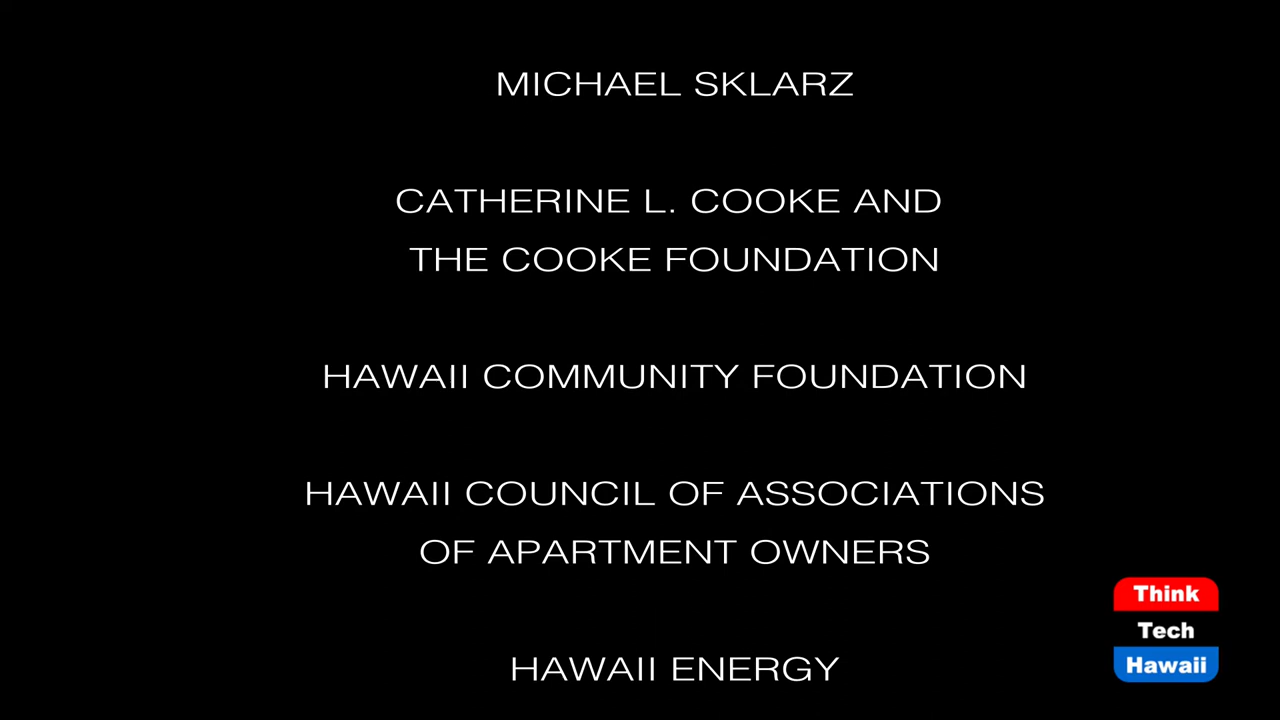 MICHAEL SKLARZ
CATHERINE L. COOKE AND
THE COOKE FOUNDATION
HAWAII COMMUNITY FOUNDATION
HAWAII COUNCIL OF ASSOCIATIONS
OF APARTMENT OWNERS
HAWAII ENERGY
Think
Tech
Hawaii